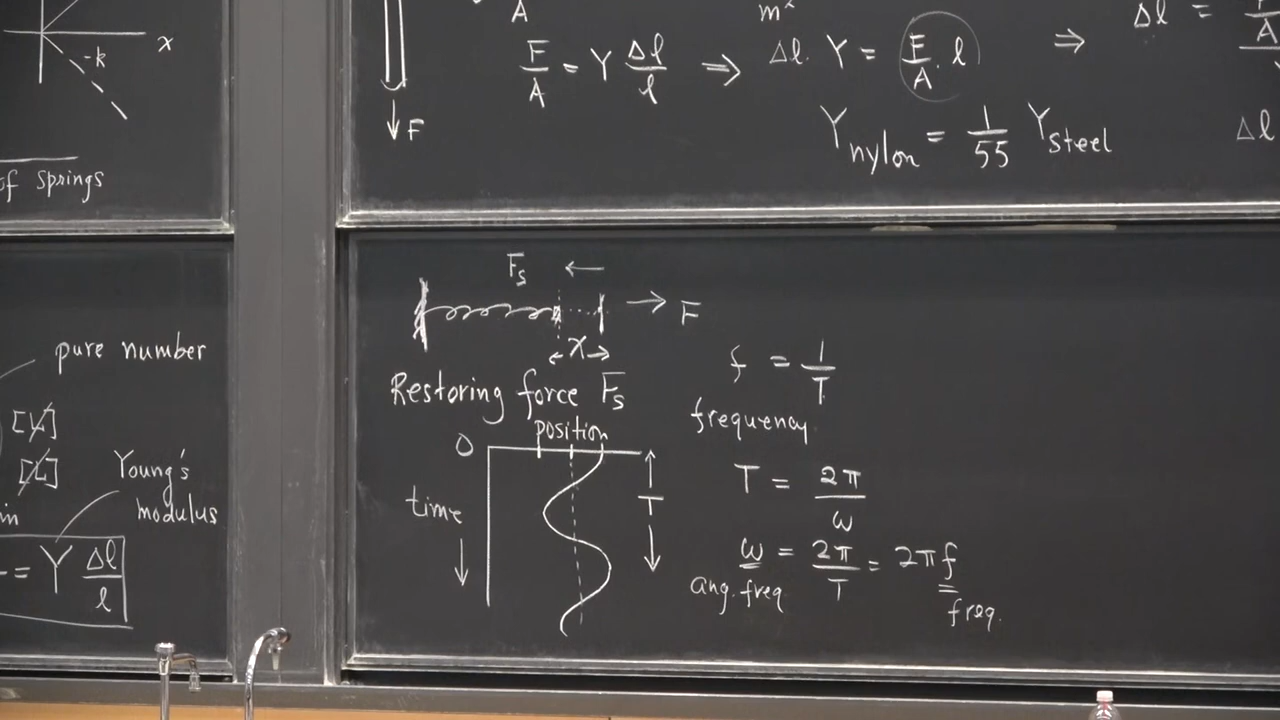 x
-k
of springs
pure number
[L]
[L]
Young's
modulus
= Y Δl/l
A
m²
F/A = Y Δl/l ⇒ Δl. Y = F/A . l ⇒ Δl =
F
A
F
Y nylon = 1/55 Y steel
Δl
Fs ←
→ F
x
Restoring force Fs
position
0
time
T
f = 1/T
frequency
T = 2π/ω
ω = 2π/T = 2πf
ang. freq
freq.